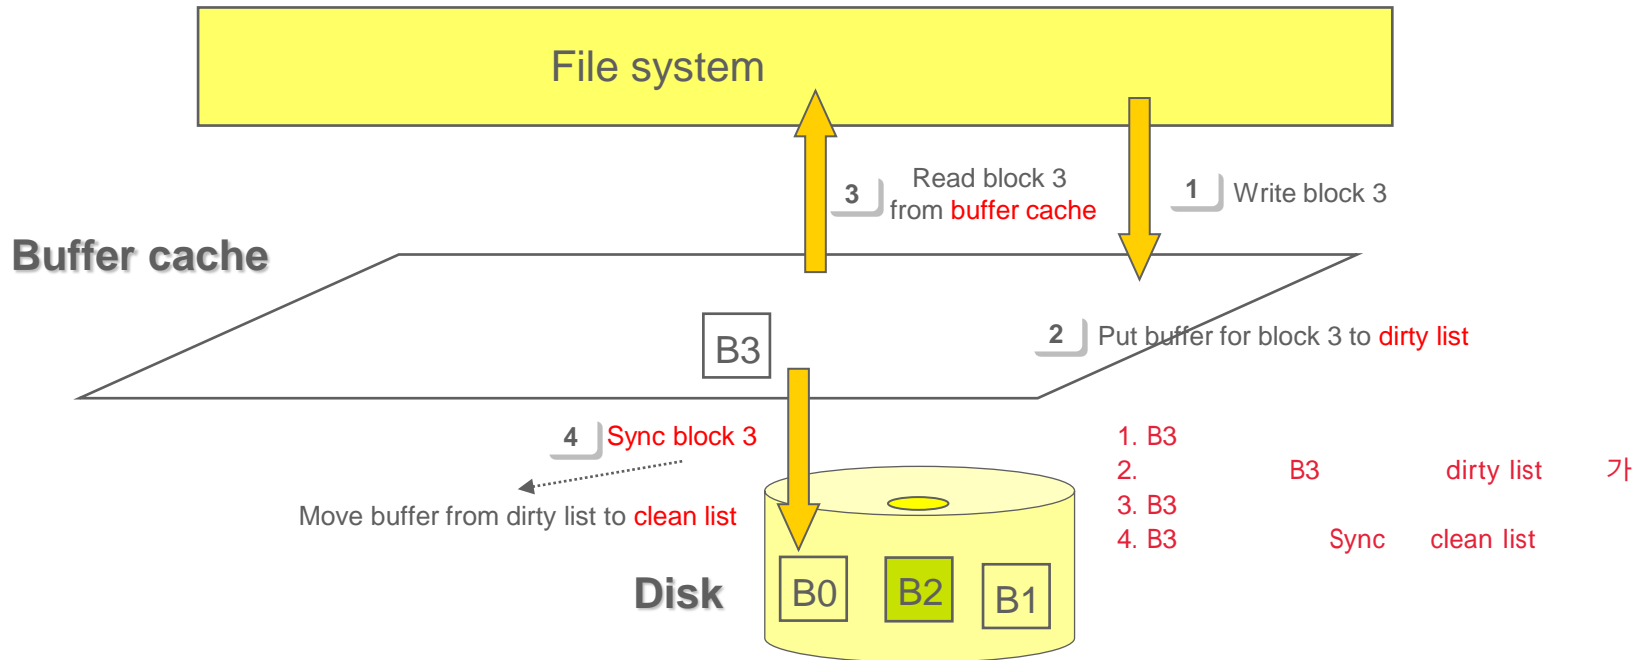 File system
3
Read block 3
from buffer cache
1
Write block 3
Buffer cache
B3
2
Put buffer for block 3 to dirty list
4
Sync block 3
Move buffer from dirty list to clean list
1. B3
2. B3 dirty list 가
3. B3
4. B3 Sync clean list
Disk
B0
B2
B1